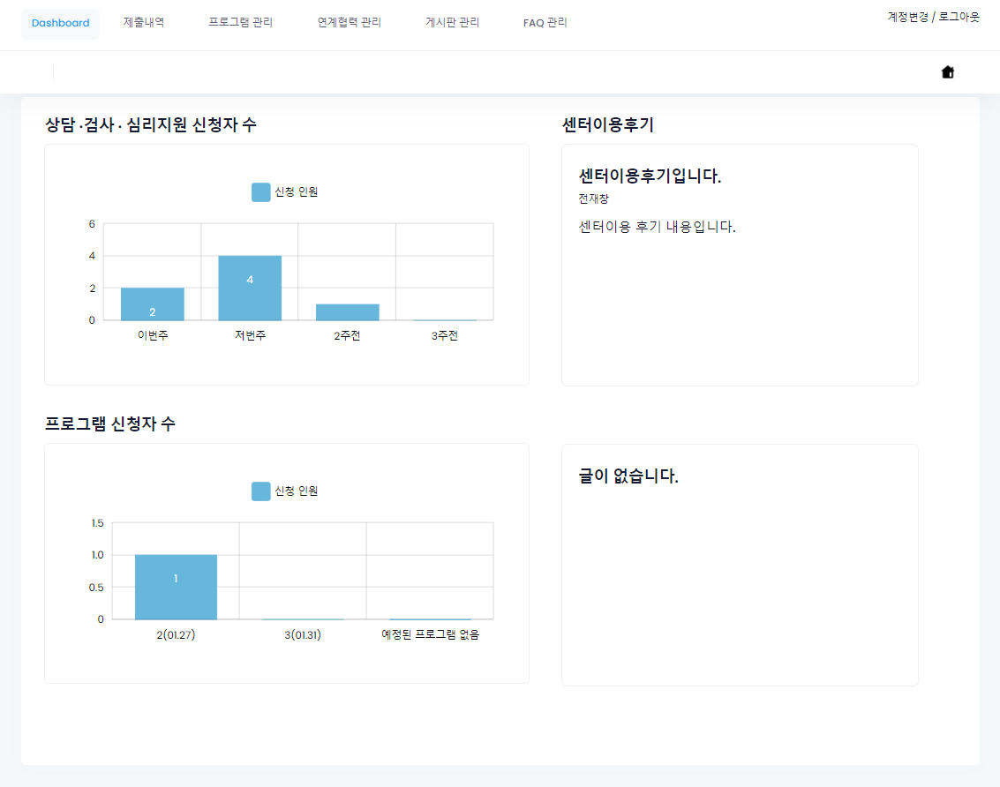 Dashboard 제출내역 프로그램 관리 연계협력 관리 게시판 관리 FAQ 관리 계정변경 / 로그아웃
상담 ·검사 · 심리지원 신청자 수
신청 인원
6
4
2
0
2
4
이번주 저번주 2주전 3주전
센터이용후기
센터이용후기입니다.
전재창
센터이용 후기 내용입니다.
프로그램 신청자 수
신청 인원
1.5
1.0
0.5
0
1
2(01.27) 3(01.31) 예정된 프로그램 없음
글이 없습니다.